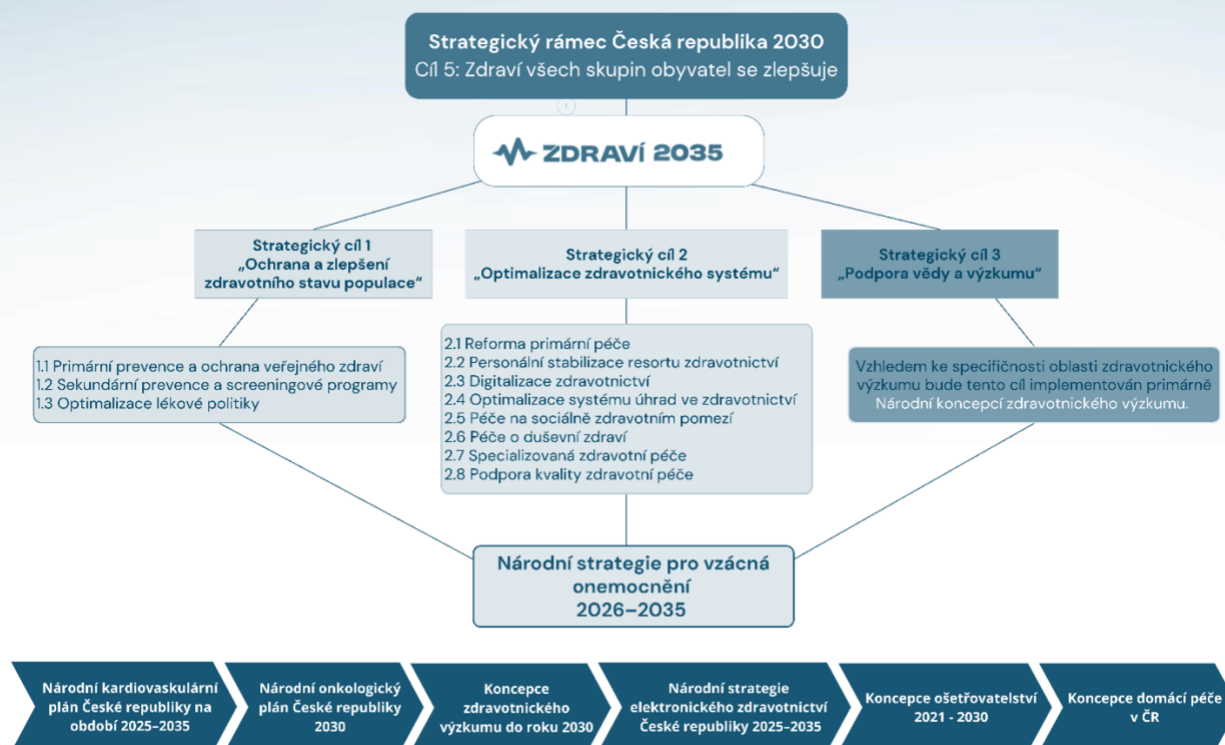 Strategický rámec Česká republika 2030
Cíl 5: Zdraví všech skupin obyvatel se zlepšuje
ZDRAVÍ 2035
Strategický cíl 1
„Ochrana a zlepšení
zdravotního stavu populace“
Strategický cíl 2
„Optimalizace zdravotnického systému“
Strategický cíl 3
„Podpora vědy a výzkumu“
1.1 Primární prevence a ochrana veřejného zdraví
1.2 Sekundární prevence a screeningové programy
1.3 Optimalizace lékové politiky
2.1 Reforma primární péče
2.2 Personální stabilizace resortu zdravotnictví
2.3 Digitalizace zdravotnictví
2.4 Optimalizace systému úhrad ve zdravotnictví
2.5 Péče na sociálně zdravotním pomezí
2.6 Péče o duševní zdraví
2.7 Specializovaná zdravotní péče
2.8 Podpora kvality zdravotní péče
Vzhledem ke specifičnosti oblasti zdravotnického
výzkumu bude tento cíl implementován primárně
Národní koncepcí zdravotnického výzkumu.
Národní strategie pro vzácná
onemocnění
2026–2035
Národní kardiovaskulární
plán České republiky na
období 2025–2035
Národní onkologický
plán České republiky
2030
Koncepce
zdravotnického
výzkumu do roku 2030
Národní strategie
elektronického zdravotnictví
České republiky 2025–2035
Koncepce ošetřovatelství
2021 - 2030
Koncepce domácí péče
v ČR